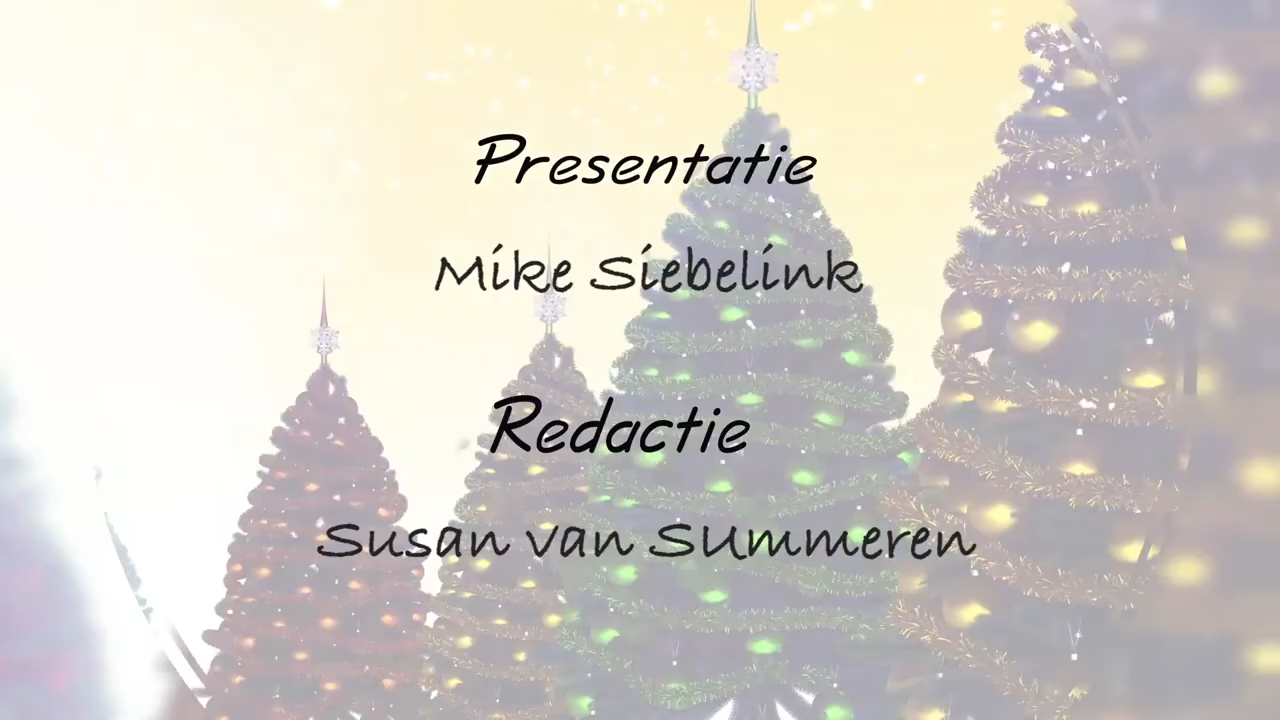 Presentatie
Mike Siebelink
Redactie
Susan van SUmmeren